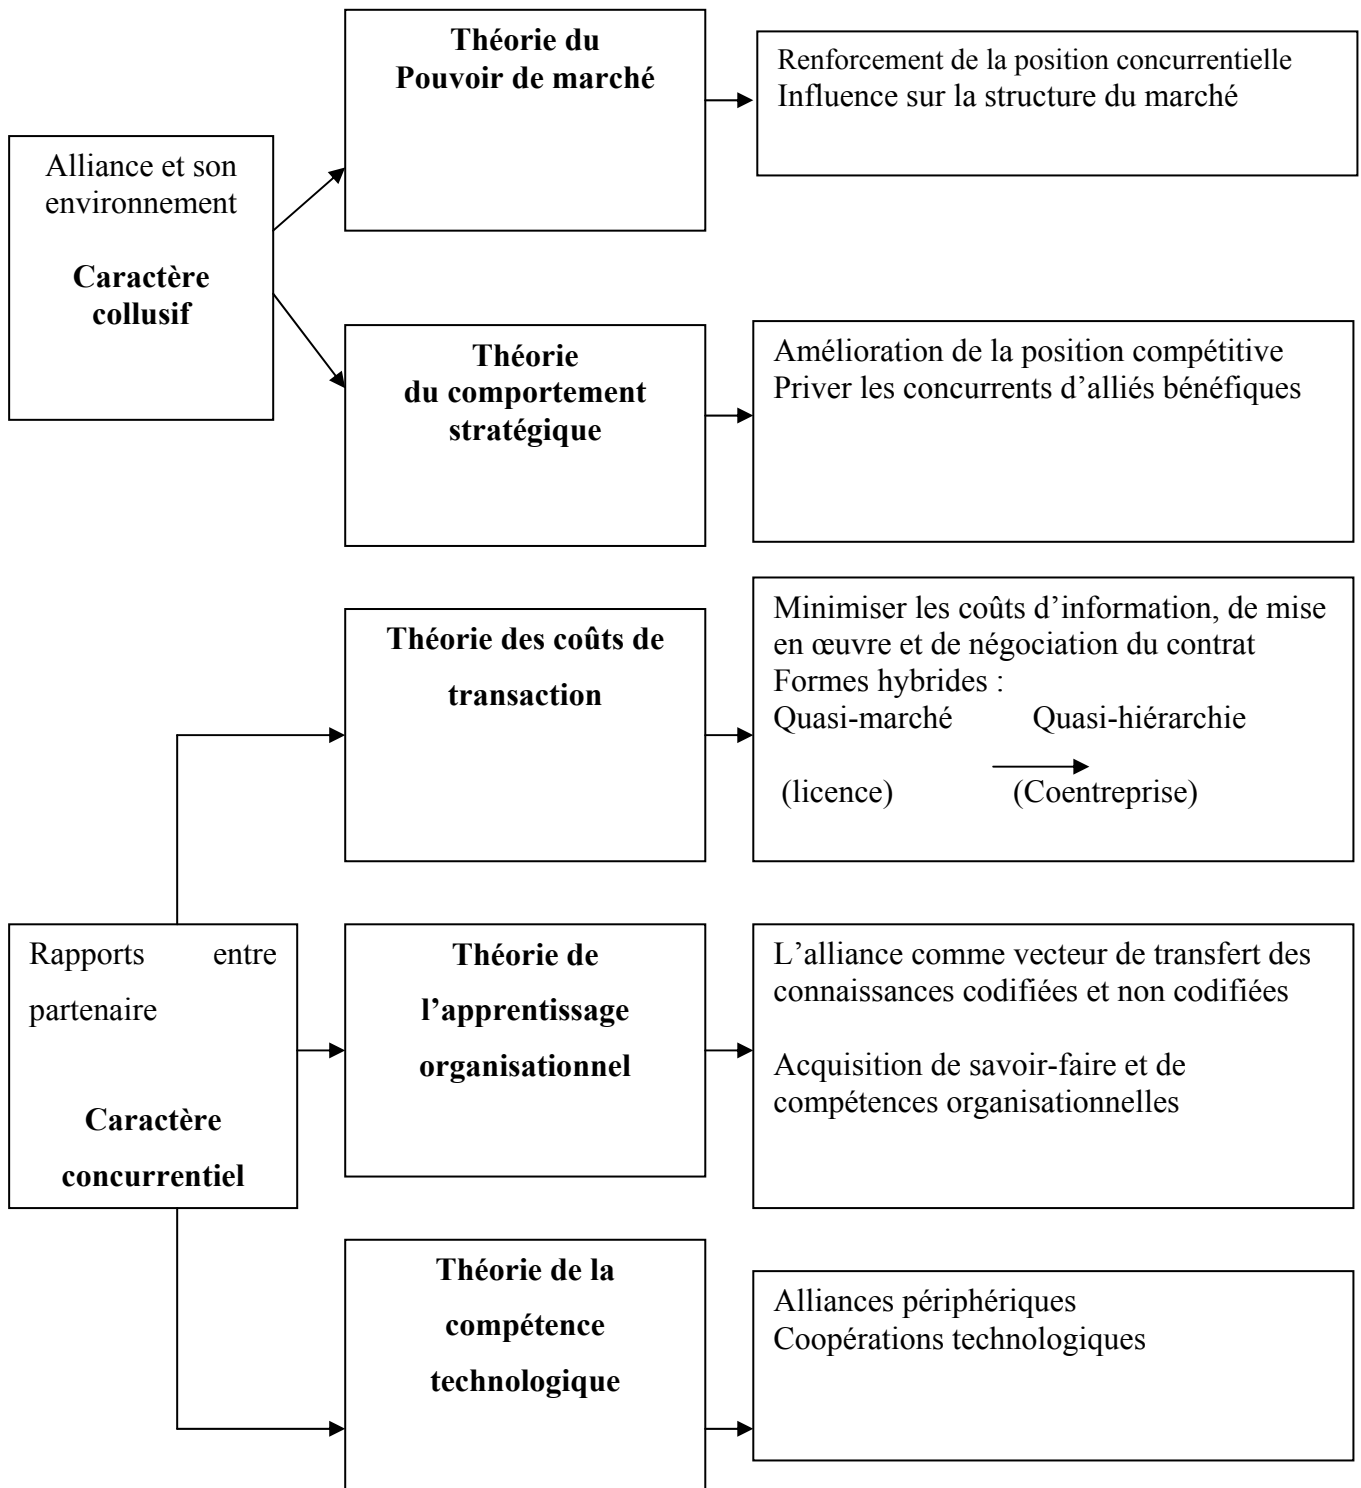 Théorie du
Pouvoir de marché
Renforcement de la position concurrentielle
Influence sur la structure du marché
Alliance et son
environnement
Caractère
collusif
Théorie
du comportement
stratégique
Amélioration de la position compétitive
Priver les concurrents d’alliés bénéfiques
Théorie des coûts de
transaction
Minimiser les coûts d’information, de mise
en œuvre et de négociation du contrat
Formes hybrides :
Quasi-marché Quasi-hiérarchie
(licence) (Coentreprise)
Rapports entre
partenaire
Caractère
concurrentiel
Théorie de
l’apprentissage
organisationnel
L’alliance comme vecteur de transfert des
connaissances codifiées et non codifiées
Acquisition de savoir-faire et de
compétences organisationnelles
Théorie de la
compétence
technologique
Alliances périphériques
Coopérations technologiques